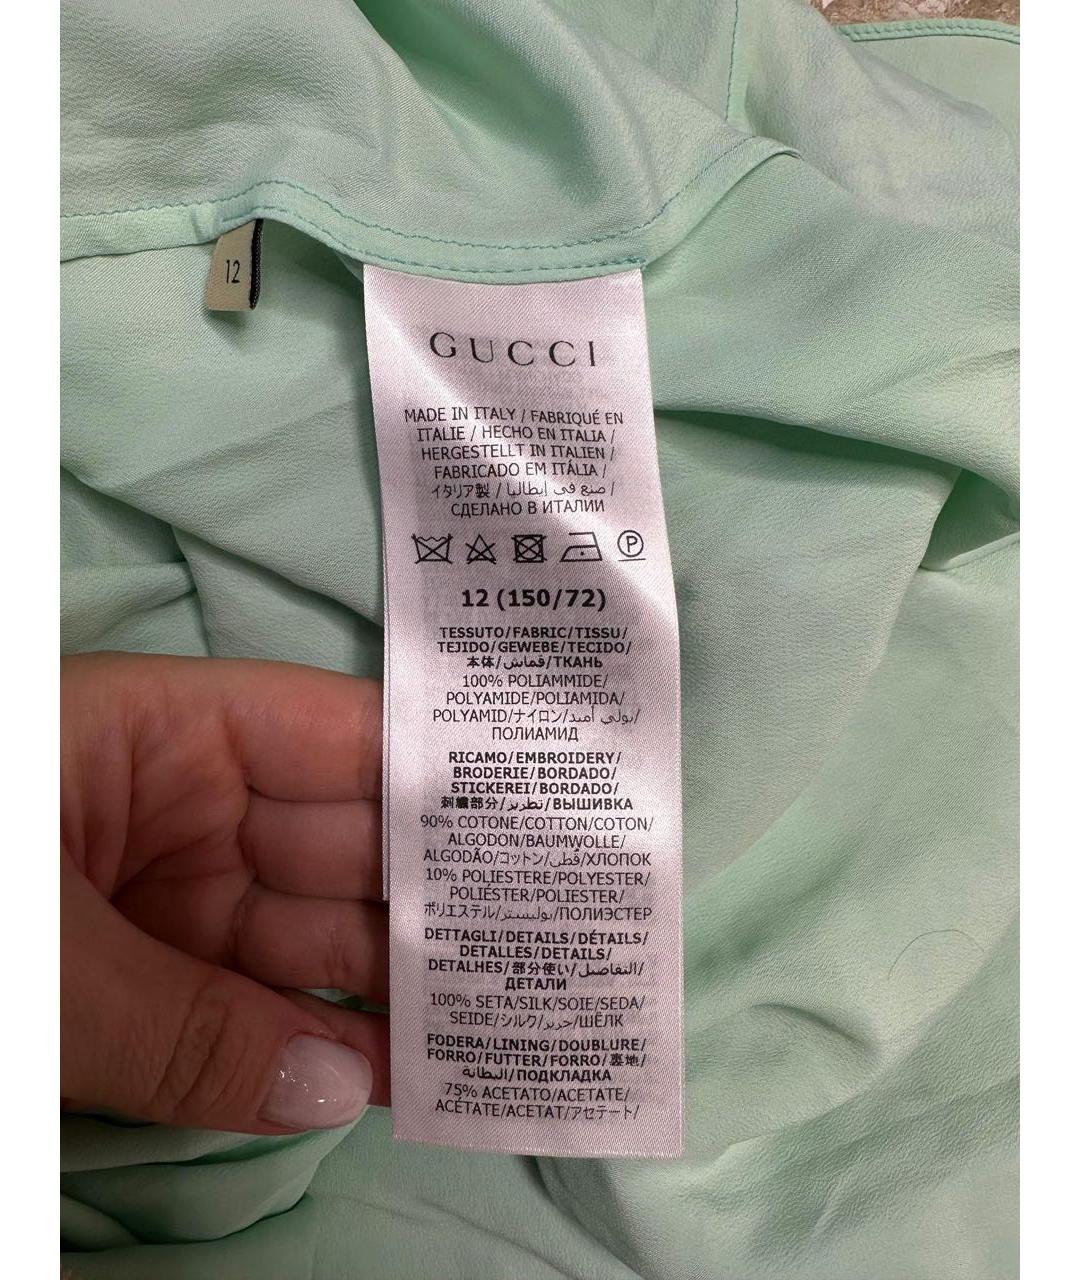 12
GUCCI
MADE IN ITALY / FABRIQUÉ EN
ITALIE / HECHO EN ITALIA /
HERGESTELLT IN ITALIEN /
FABRICADO EM ITÁLIA /
イタリア製 / صنع في إيطاليا /
СДЕЛАНО В ИТАЛИИ
P
12 (150/72)
TESSUTO/FABRIC/TISSU/
TEJIDO/GEWEBE/TECIDO/
本体/قماش/ТКАНЬ
100% POLIAMMIDE/
POLYAMIDE/POLIAMIDA/
POLYAMID/ナイロン/بولي أميد/
ПОЛИАМИД
RICAMO/EMBROIDERY/
BRODERIE/BORDADO/
STICKEREI/BORDADO/
刺繍部分/تطريز/ВЫШИВКА
90% COTONE/COTTON/COTON/
ALGODON/BAUMWOLLE/
ALGODÃO/コットン/قطن/ХЛОПОК
10% POLIESTERE/POLYESTER/
POLIÉSTER/POLIESTER/
ポリエステル/بوليستر/ПОЛИЭСТЕР
DETTAGLI/DETAILS/DÉTAILS/
DETALLES/DETAILS/
DETALHES/部分使い/التفاصيل/
ДЕТАЛИ
100% SETA/SILK/SOIE/SEDA/
SEIDE/シルク/حرير/ШЁЛК
FODERA/LINING/DOUBLURE/
FORRO/FUTTER/FORRO/裏地/
البطانة/ПОДКЛАДКА
75% ACETATO/ACETATE/
ACÉTATE/ACETAT/アセテート/